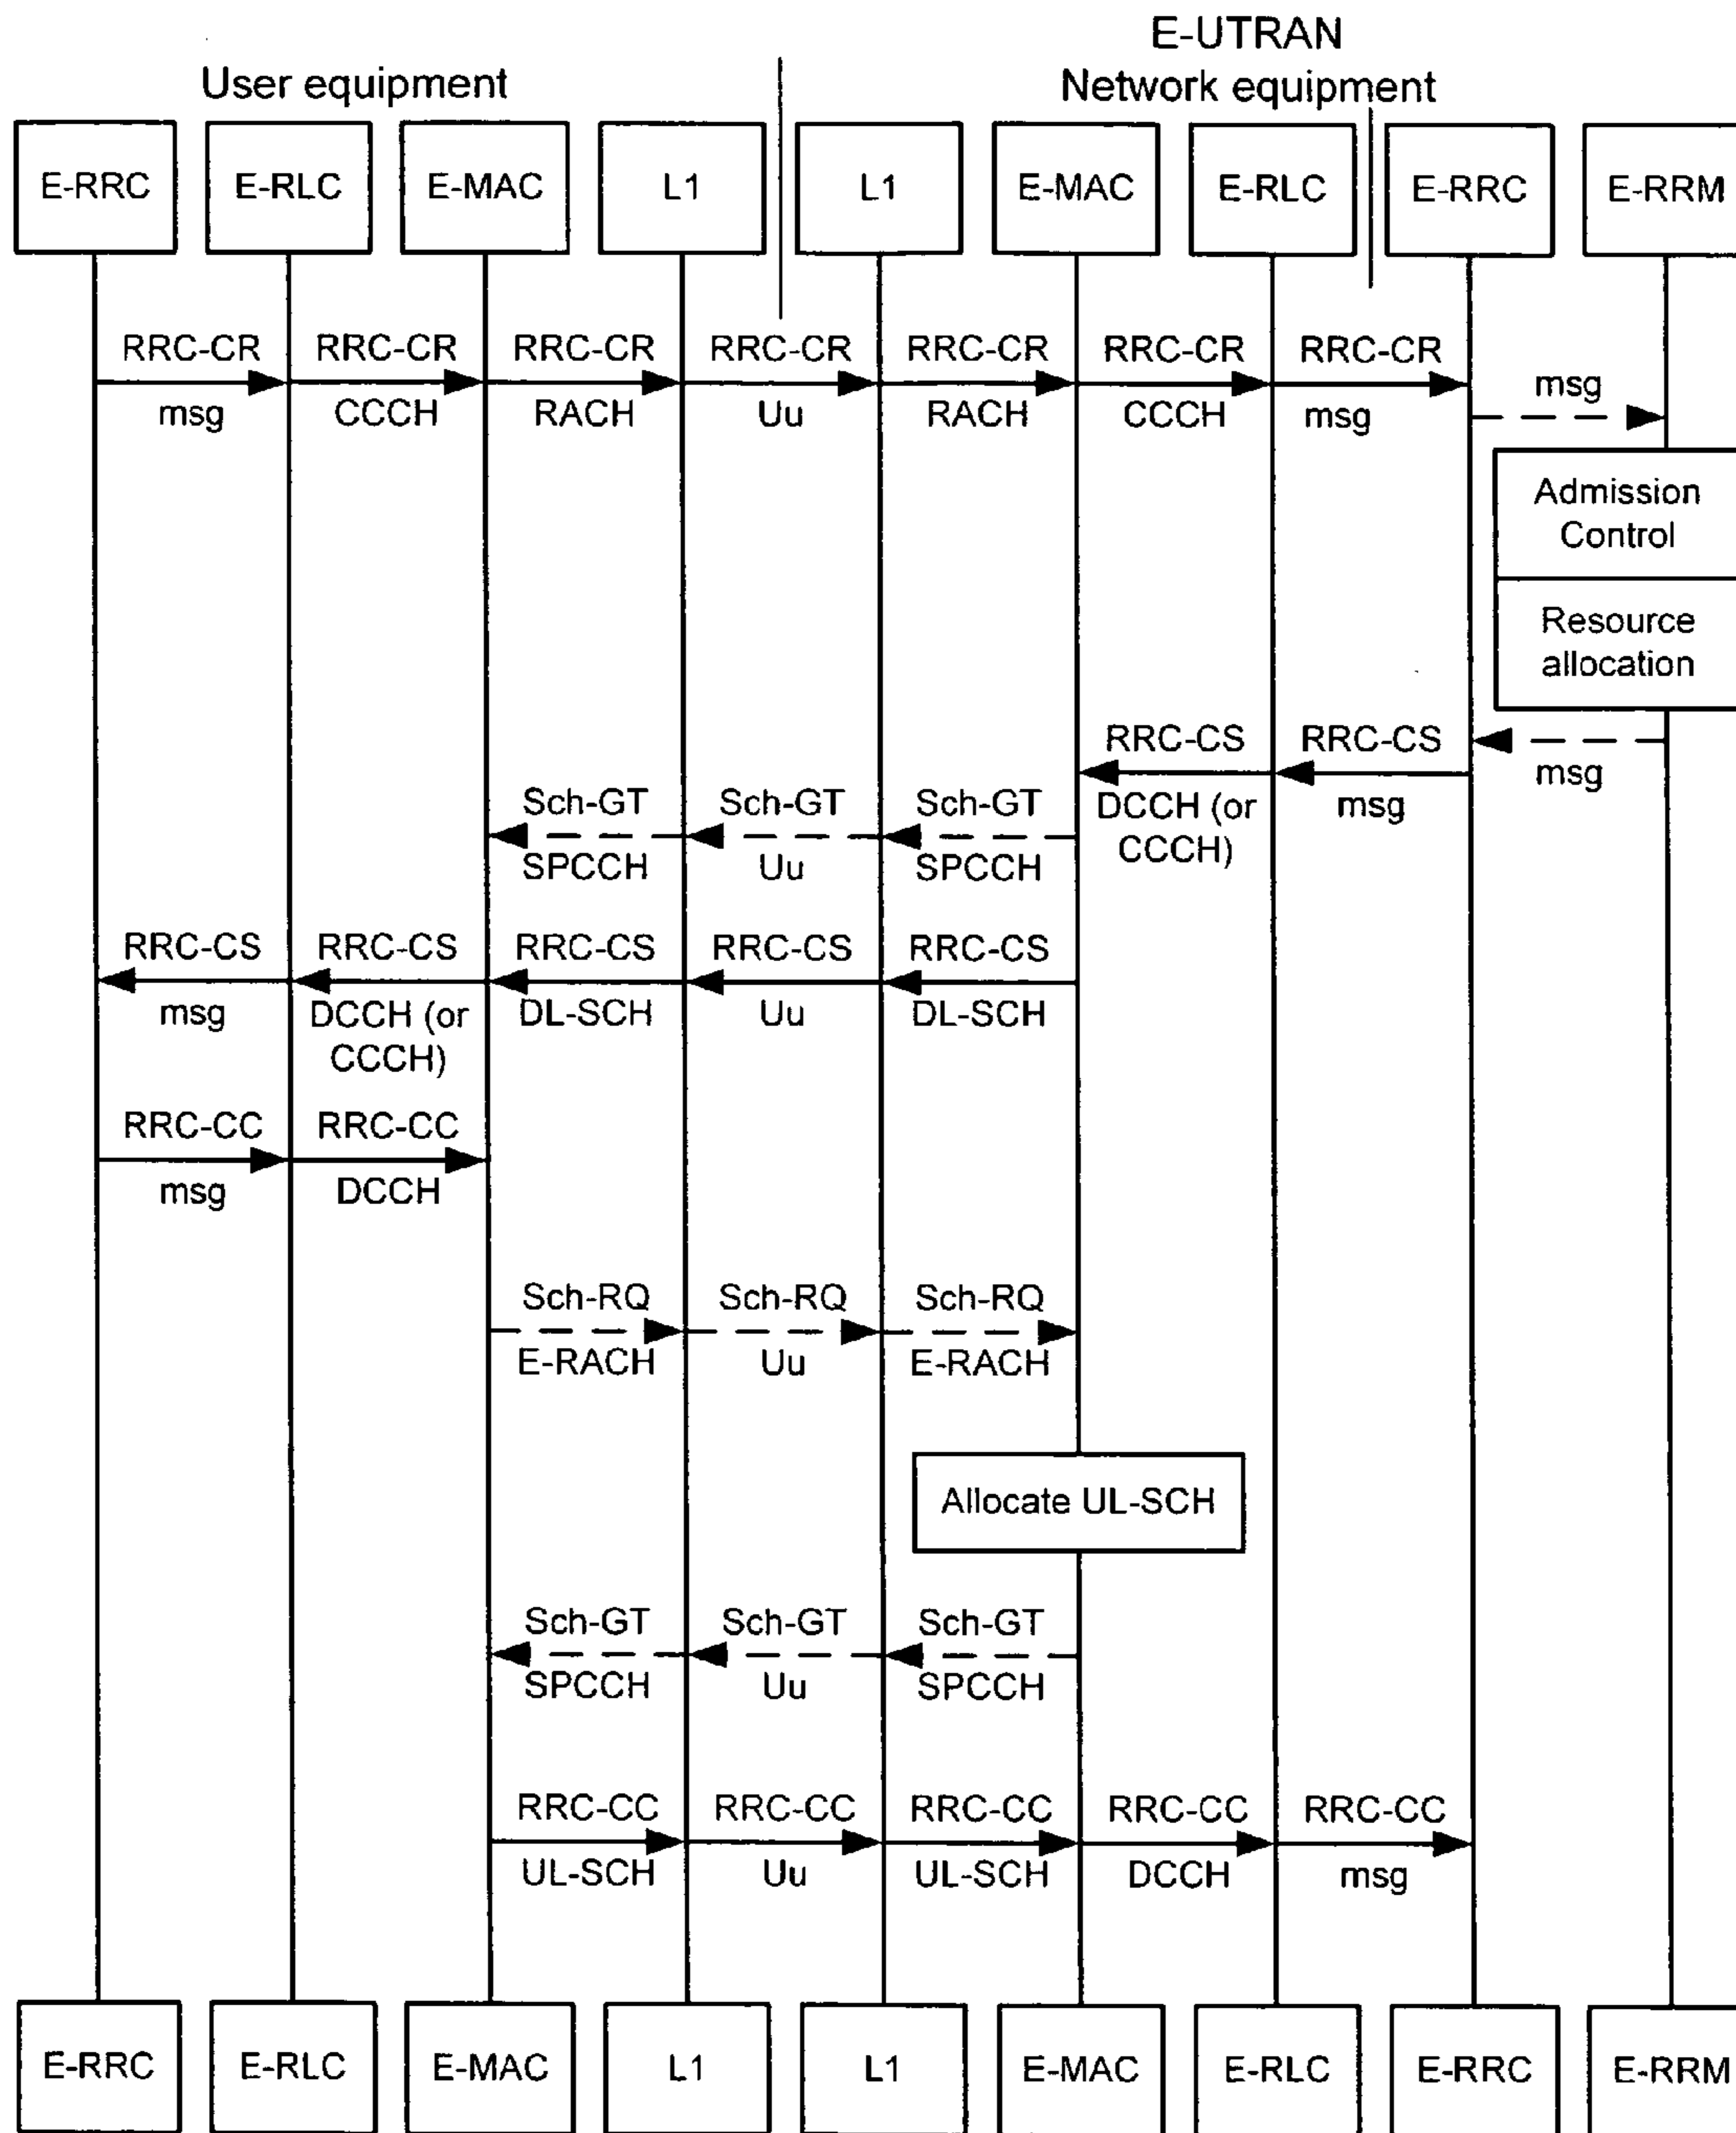 E-UTRAN
User equipment
Network equipment
E-RRC E-RLC E-MAC L1 L1 E-MAC E-RLC E-RRC E-RRM
RRC-CR RRC-CR RRC-CR RRC-CR RRC-CR RRC-CR RRC-CR
msg CCCH RACH Uu RACH CCCH msg
msg
Admission
Control
Resource
allocation
RRC-CS RRC-CS
DCCH (or
CCCH)
msg
msg
Sch-GT Sch-GT Sch-GT
SPCCH Uu SPCCH
RRC-CS RRC-CS RRC-CS RRC-CS RRC-CS
msg DCCH (or DL-SCH Uu DL-SCH
CCCH)
RRC-CC RRC-CC
msg DCCH
Sch-RQ Sch-RQ Sch-RQ
E-RACH Uu E-RACH
Allocate UL-SCH
Sch-GT Sch-GT Sch-GT
SPCCH Uu SPCCH
RRC-CC RRC-CC RRC-CC RRC-CC RRC-CC
UL-SCH Uu UL-SCH DCCH msg
E-RRC E-RLC E-MAC L1 L1 E-MAC E-RLC E-RRC E-RRM